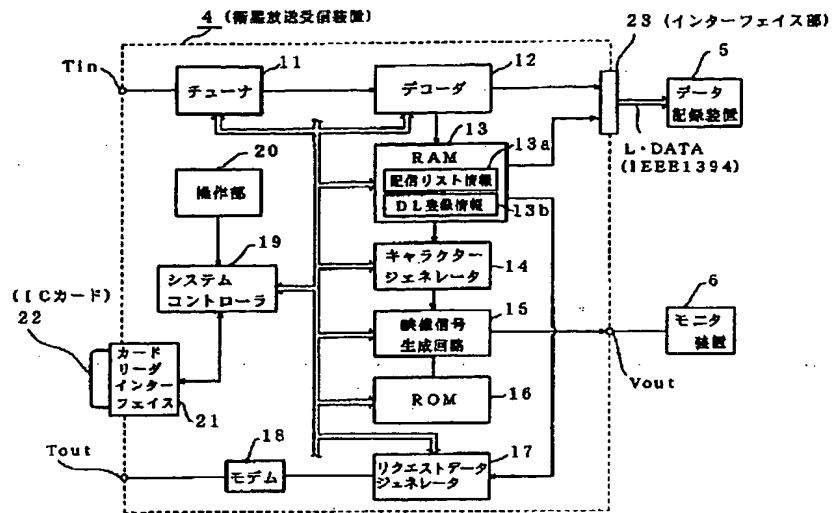 4 (衛星放送受信装置)
23 (インターフェイス部)
5
Tin
11
12
チューナ
デコーダ
データ
記録装置
13
13a
RAM
配信リスト情報
DL登録情報
13b
L・DATA
(IEEE1394)
20
操作部
19
システム
コントローラ
キャラクター
ジェネレータ
14
15
6
(ICカード)
22
カード
リーダ
インター
フェイス
21
映像信号
生成回路
モニタ
装置
Vout
ROM
16
Tout
18
モデム
17
リクエストデータ
ジェネレータ